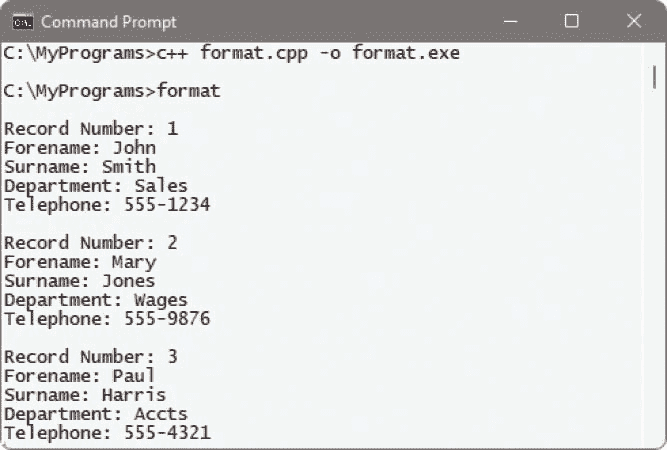 Command Prompt
C:\MyPrograms>c++ format.cpp -o format.exe
C:\MyPrograms>format
Record Number: 1
Forename: John
Surname: Smith
Department: Sales
Telephone: 555-1234
Record Number: 2
Forename: Mary
Surname: Jones
Department: Wages
Telephone: 555-9876
Record Number: 3
Forename: Paul
Surname: Harris
Department: Accts
Telephone: 555-4321